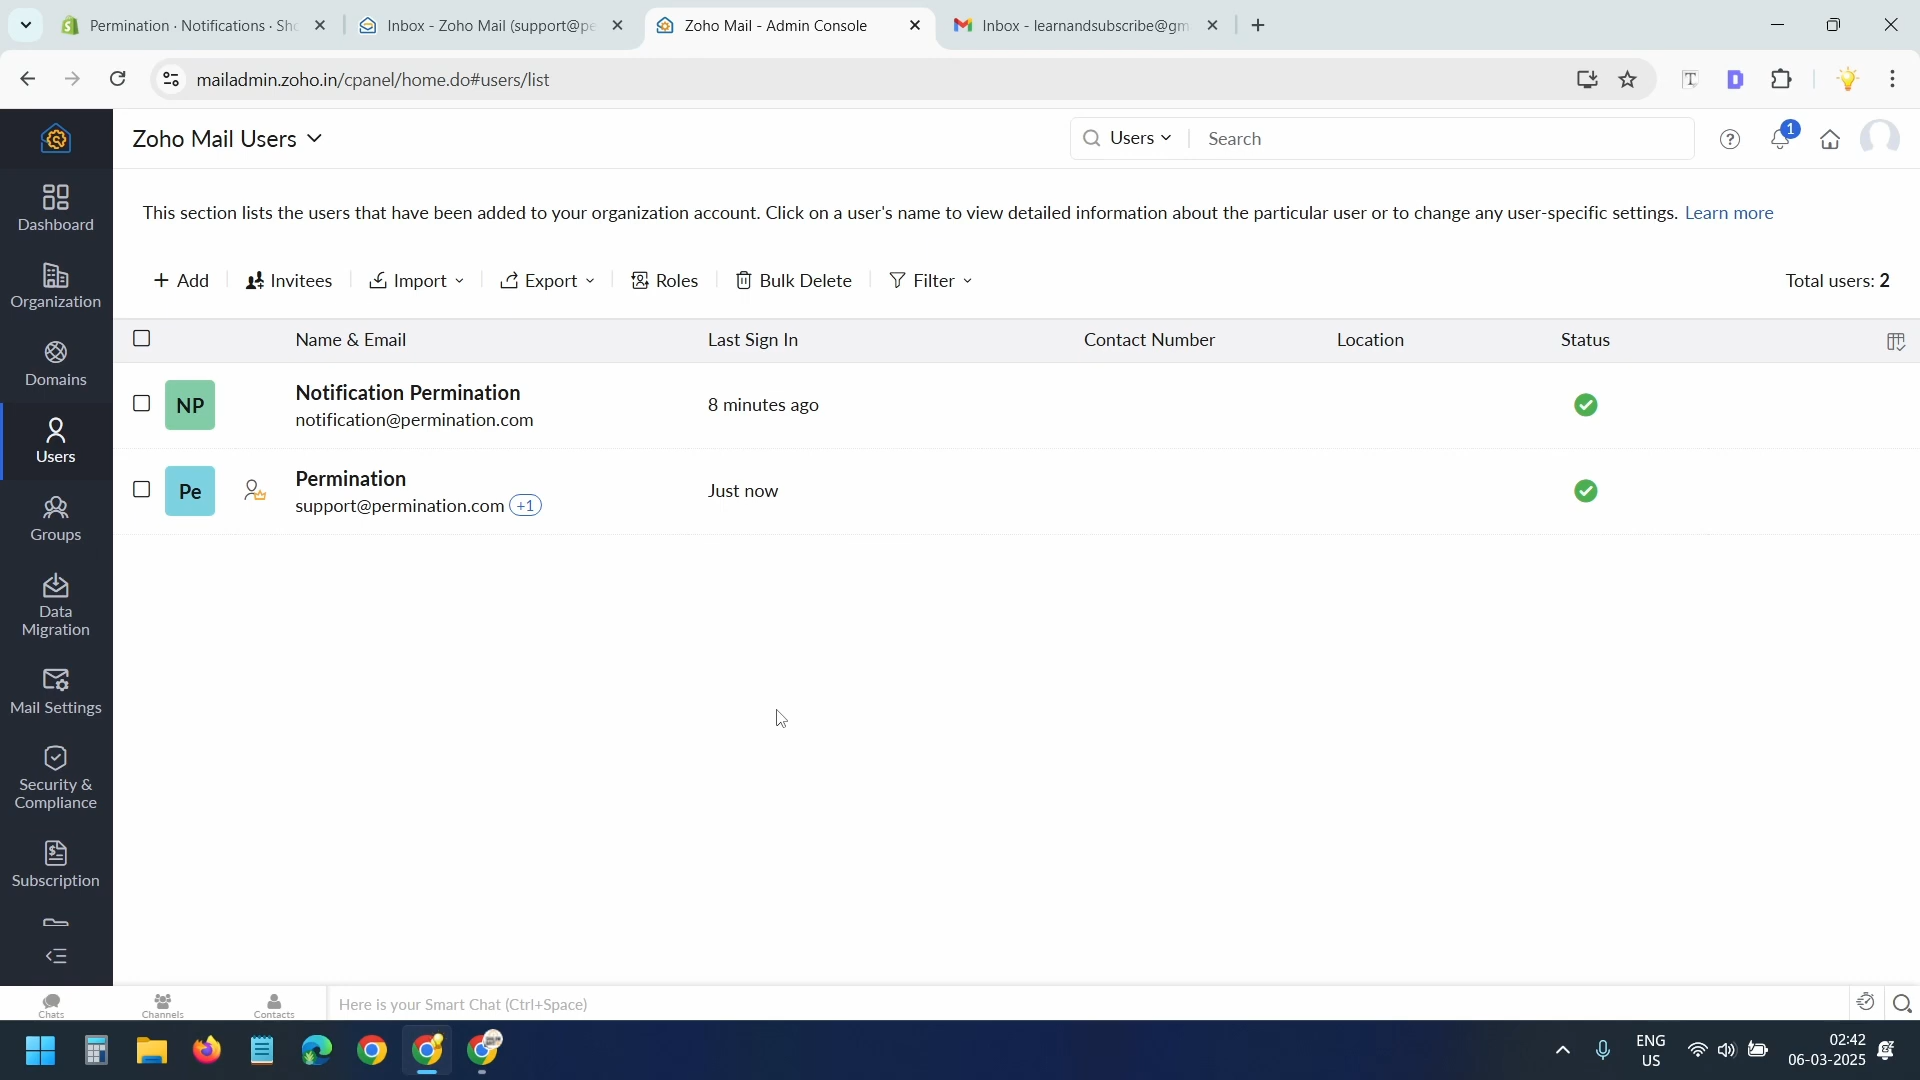 Permination · Notifications · Sh
Inbox - Zoho Mail (support@pe
Zoho Mail - Admin Console
Inbox - learnandsubscribe@gm
mailadmin.zoho.in/cpanel/home.do#users/list
Zoho Mail Users
Users
Search
1
This section lists the users that have been added to your organization account. Click on a user's name to view detailed information about the particular user or to change any user-specific settings. Learn more
Dashboard
Organization
Domains
Users
Groups
Data
Migration
Mail Settings
Security &
Compliance
Subscription
+ Add
Invitees
Import
Export
Roles
Bulk Delete
Filter
Total users: 2
Name & Email
Last Sign In
Contact Number
Location
Status
NP
Notification Permination
notification@permination.com
8 minutes ago
Pe
Permination
support@permination.com +1
Just now
Chats
Channels
Contacts
Here is your Smart Chat (Ctrl+Space)
ENG
US
02:42
06-03-2025